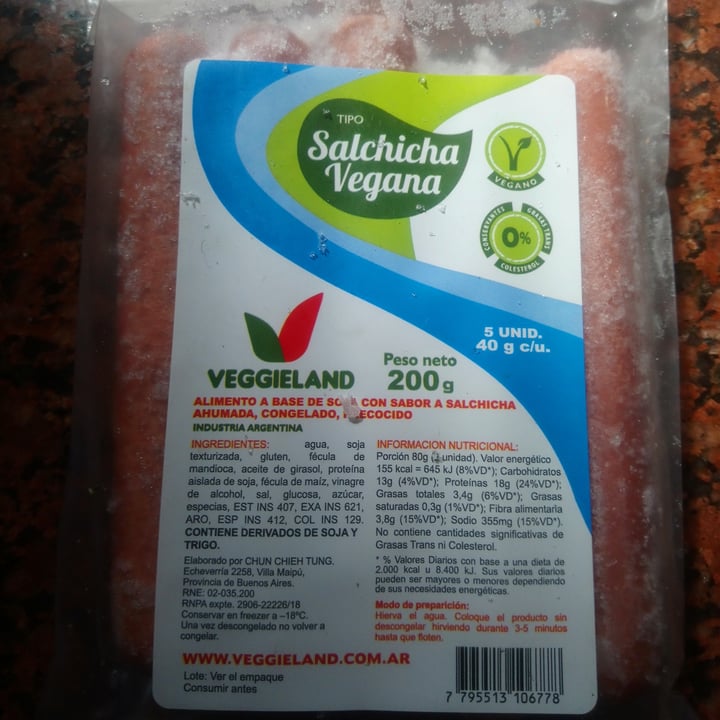 TIPO
Salchicha
Vegana
VEGANO
CONSERVANTES GRASAS TRANS
0%
COLESTEROL
5 UNID.
40 g c/u.
VEGGIELAND
Peso neto
200g
ALIMENTO A BASE DE SOJA CON SABOR A SALCHICHA
AHUMADA, CONGELADO, PRECOCIDO
INDUSTRIA ARGENTINA
INGREDIENTES: agua, soja
texturizada, gluten, fécula de
mandioca, aceite de girasol, proteína
aislada de soja, fécula de maíz, vinagre
de alcohol, sal, glucosa, azúcar,
especias, EST INS 407, EXA INS 621,
ARO, ESP INS 412, COL INS 129.
CONTIENE DERIVADOS DE SOJA Y
TRIGO.
Elaborado por CHUN CHIEH TUNG.
Echeverría 2258, Villa Maipú,
Provincia de Buenos Aires.
RNE: 02-035.200
RNPA expte. 2906-22226/18
Conservar en freezer a –18ºC.
Una vez descongelado no volver a
congelar.
INFORMACION NUTRICIONAL:
Porción 80g (2 unidad). Valor energético
155 kcal = 645 kJ (8%VD*); Carbohidratos
13g (4%VD*); Proteínas 18g (24%VD*);
Grasas totales 3,4g (6%VD*); Grasas
saturadas 0,3g (1%VD*); Fibra alimentaria
3,8g (15%VD*); Sodio 355mg (15%VD*).
No contiene cantidades significativas de
Grasas Trans ni Colesterol.
* % Valores Diarios con base a una dieta de
2.000 kcal u 8.400 kJ. Sus valores diarios
pueden ser mayores o menores dependiendo
de sus necesidades energéticas.
Modo de preparación:
Hierva el agua. Coloque el producto sin
descongelar hirviendo durante 3-5 minutos
hasta que floten.
WWW.VEGGIELAND.COM.AR
Lote: Ver el empaque
Consumir antes
7 795513 106778